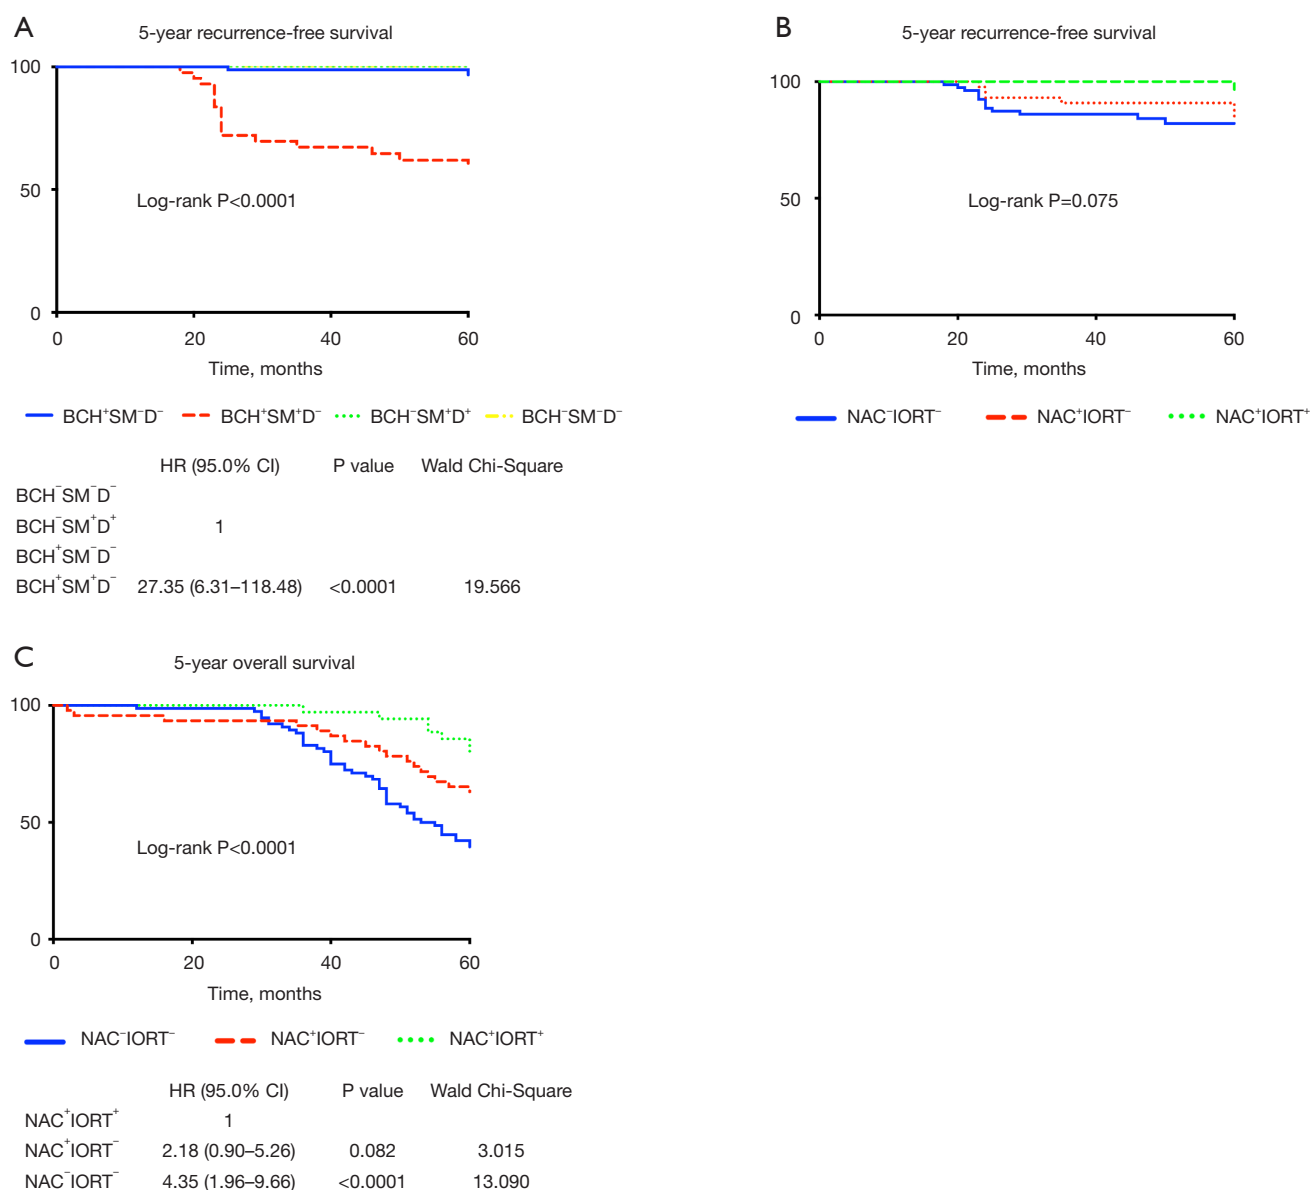 A
5-year recurrence-free survival
100
50
0
Log-rank P<0.0001
0 20 40 60
Time, months
BCH⁺SM⁻D⁻ BCH⁺SM⁺D⁻ BCH⁻SM⁺D⁺ BCH⁻SM⁻D⁻
HR (95.0% CI) P value Wald Chi-Square
BCH⁻SM⁻D⁻
BCH⁻SM⁺D⁺ 1
BCH⁺SM⁻D⁻
BCH⁺SM⁺D⁻ 27.35 (6.31–118.48) <0.0001 19.566
B
5-year recurrence-free survival
100
50
0
Log-rank P=0.075
0 20 40 60
Time, months
NAC⁻IORT⁻ NAC⁺IORT⁻ NAC⁺IORT⁺
C
5-year overall survival
100
50
0
Log-rank P<0.0001
0 20 40 60
Time, months
NAC⁻IORT⁻ NAC⁺IORT⁻ NAC⁺IORT⁺
HR (95.0% CI) P value Wald Chi-Square
NAC⁺IORT⁺ 1
NAC⁺IORT⁻ 2.18 (0.90–5.26) 0.082 3.015
NAC⁻IORT⁻ 4.35 (1.96–9.66) <0.0001 13.090